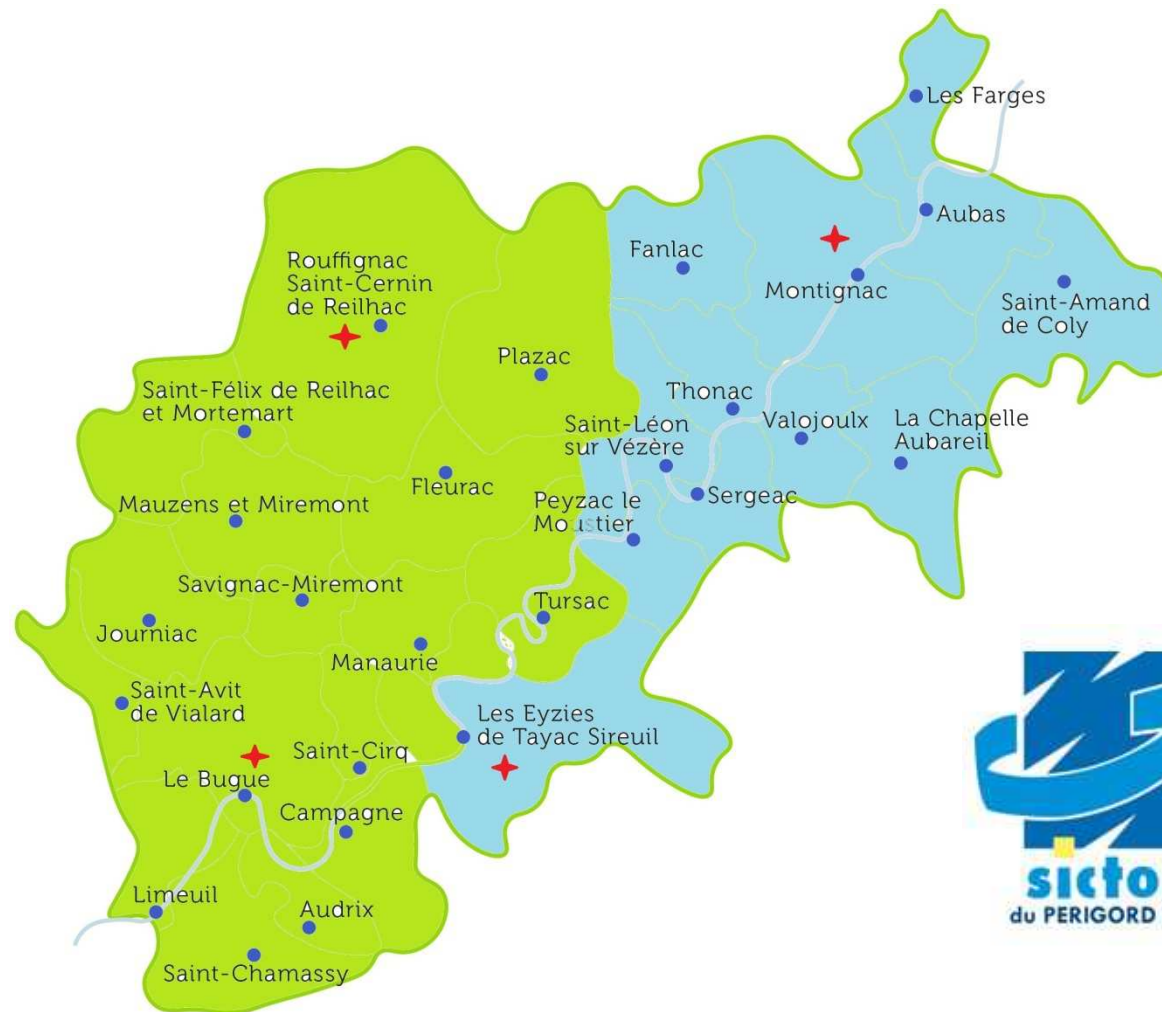 Les Farges
Aubas
Fanlac
Montignac
Saint-Amand
de Coly
Rouffignac
Saint-Cernin
de Reilhac
Plazac
Saint-Félix de Reilhac
et Mortemart
Thonac
Valojoulx
La Chapelle
Aubareil
Saint-Léon
sur Vézère
Fleurac
Sergeac
Mauzens et Miremont
Peyzac le
Moustier
Savignac-Miremont
Tursac
Journiac
Manaurie
Saint-Avit
de Vialard
Les Eyzies
de Tayac Sireuil
Saint-Cirq
Le Bugue
Campagne
Limeuil
Audrix
Saint-Chamassy
sicto
du PERIGORD